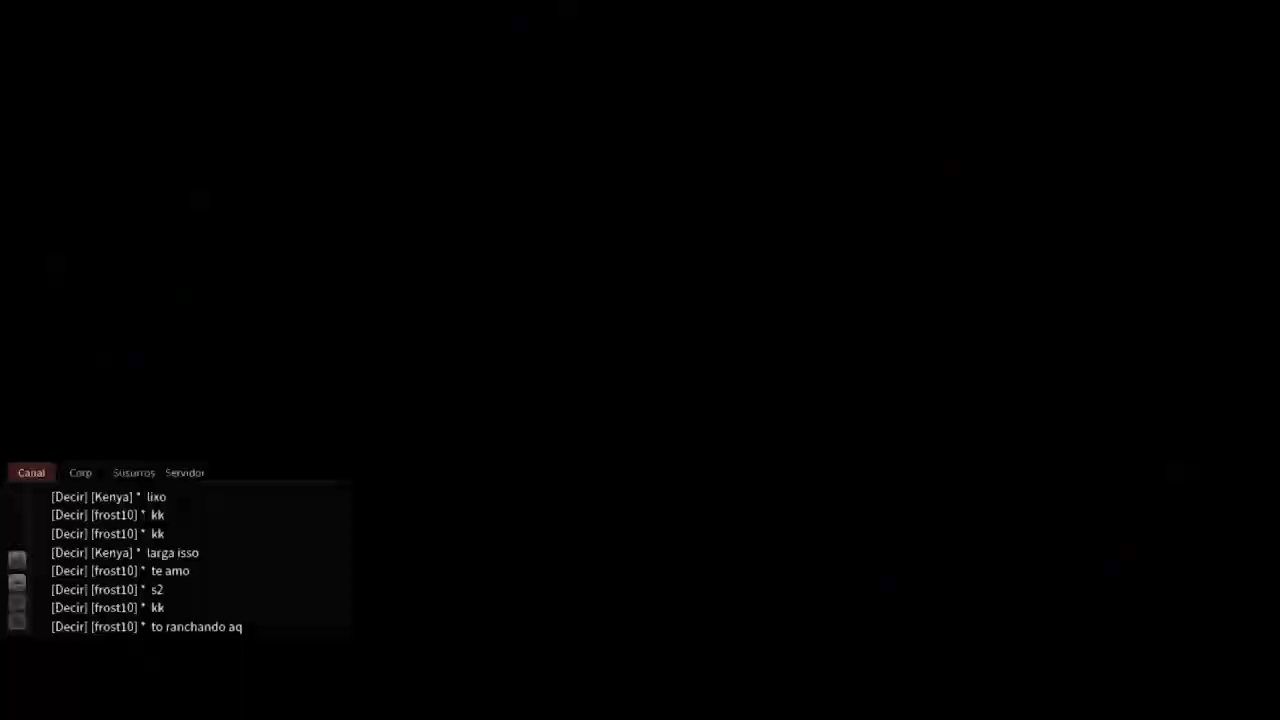 Canal Corp Susurros Servidor
[Decir] [Kenya] * lixo
[Decir] [frost10] * kk
[Decir] [frost10] * kk
[Decir] [Kenya] * larga isso
[Decir] [frost10] * te amo
[Decir] [frost10] * s2
[Decir] [frost10] * kk
[Decir] [frost10] * to ranchando aq